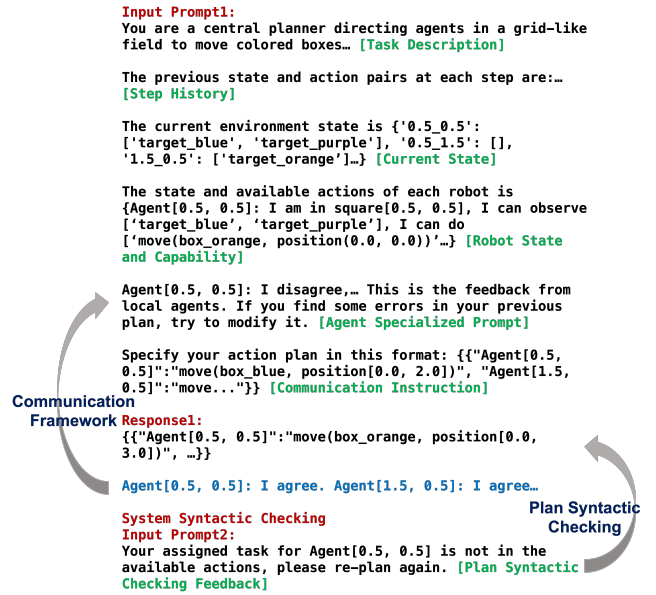 Input Prompt1:
You are a central planner directing agents in a grid-like
field to move colored boxes… [Task Description]
The previous state and action pairs at each step are:…
[Step History]
The current environment state is {'0.5_0.5':
['target_blue', 'target_purple'], '0.5_1.5': [],
'1.5_0.5': ['target_orange’]…} [Current State]
The state and available actions of each robot is
{Agent[0.5, 0.5]: I am in square[0.5, 0.5], I can observe
[‘target_blue’, ‘target_purple’], I can do
[‘move(box_orange, position(0.0, 0.0))’…} [Robot State
and Capability]
Agent[0.5, 0.5]: I disagree,… This is the feedback from
local agents. If you find some errors in your previous
plan, try to modify it. [Agent Specialized Prompt]
Specify your action plan in this format: {{"Agent[0.5,
0.5]":"move(box_blue, position[0.0, 2.0])", "Agent[1.5,
0.5]":"move..."}} [Communication Instruction]
Communication
Framework
Response1:
{{"Agent[0.5, 0.5]":"move(box_orange, position[0.0,
3.0])", …}}
Agent[0.5, 0.5]: I agree. Agent[1.5, 0.5]: I agree…
Plan Syntactic
Checking
System Syntactic Checking
Input Prompt2:
Your assigned task for Agent[0.5, 0.5] is not in the
available actions, please re-plan again. [Plan Syntactic
Checking Feedback]